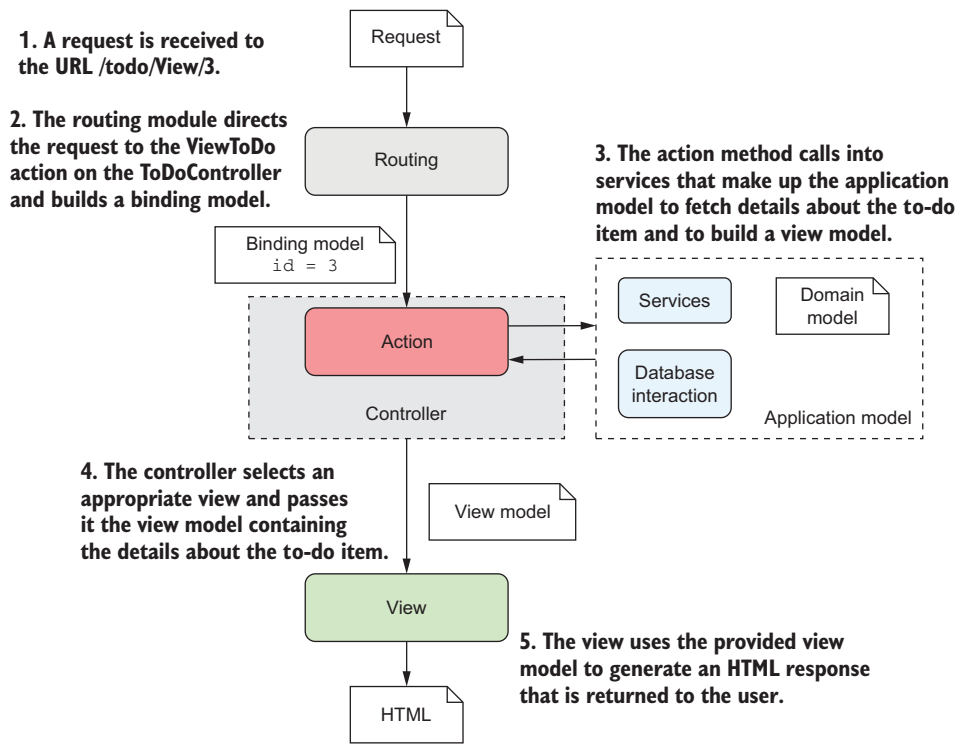 1. A request is received to
the URL /todo/View/3.
Request
2. The routing module directs
the request to the ViewToDo
action on the ToDoController
and builds a binding model.
Routing
3. The action method calls into
services that make up the application
model to fetch details about the to-do
item and to build a view model.
Binding model
id = 3
Services
Domain
model
Action
Database
interaction
Controller
Application model
4. The controller selects an
appropriate view and passes
it the view model containing
the details about the to-do item.
View model
View
5. The view uses the provided view
model to generate an HTML response
that is returned to the user.
HTML